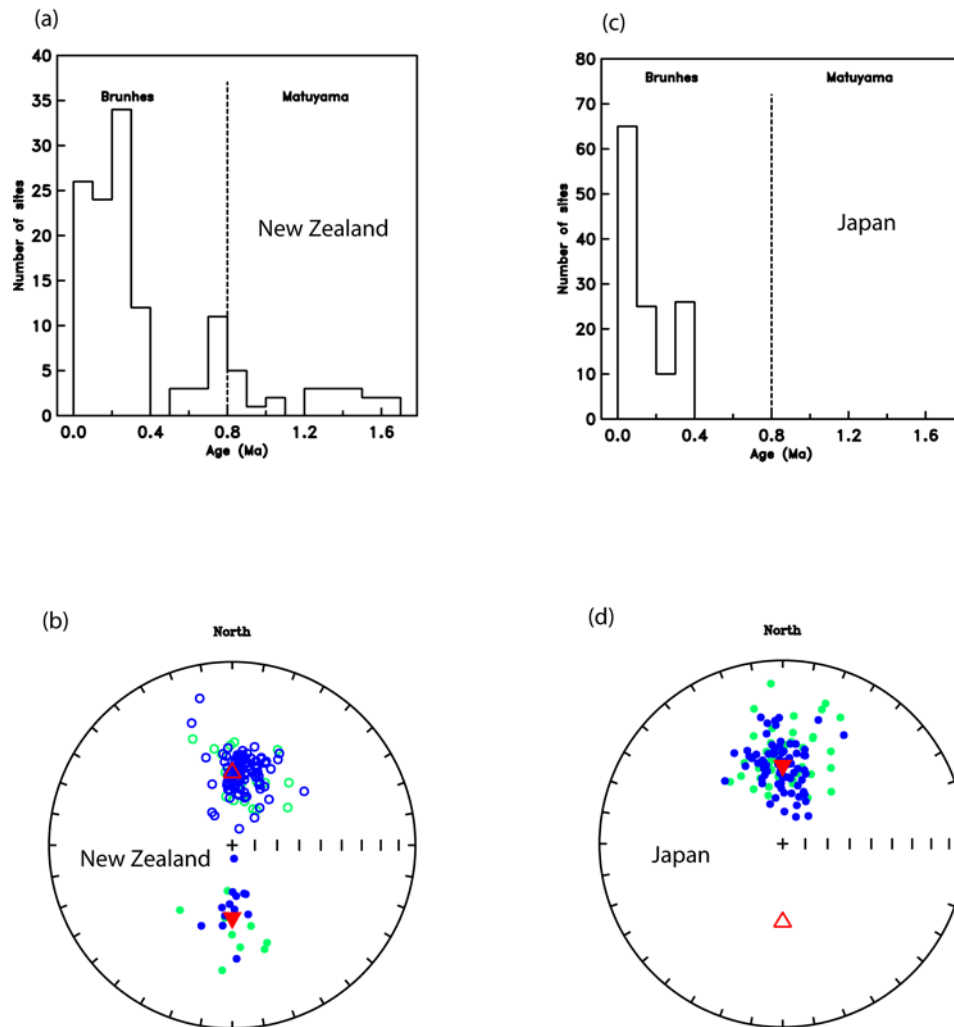 (a)
40
35
30
25
20
15
10
5
0
Number of sites
Brunhes
Matuyama
New Zealand
0.0
0.4
0.8
1.2
1.6
Age (Ma)
(c)
80
70
60
50
40
30
20
10
0
Number of sites
Brunhes
Matuyama
Japan
0.0
0.4
0.8
1.2
1.6
Age (Ma)
(b)
North
New Zealand
(d)
North
Japan